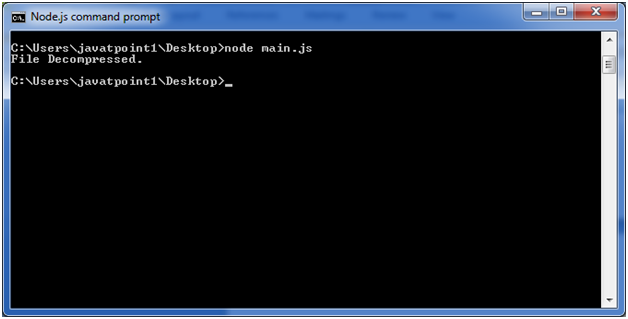 Node.js command prompt
C:\Users\javatpoint1\Desktop>node main.js
File Decompressed.
C:\Users\javatpoint1\Desktop>_